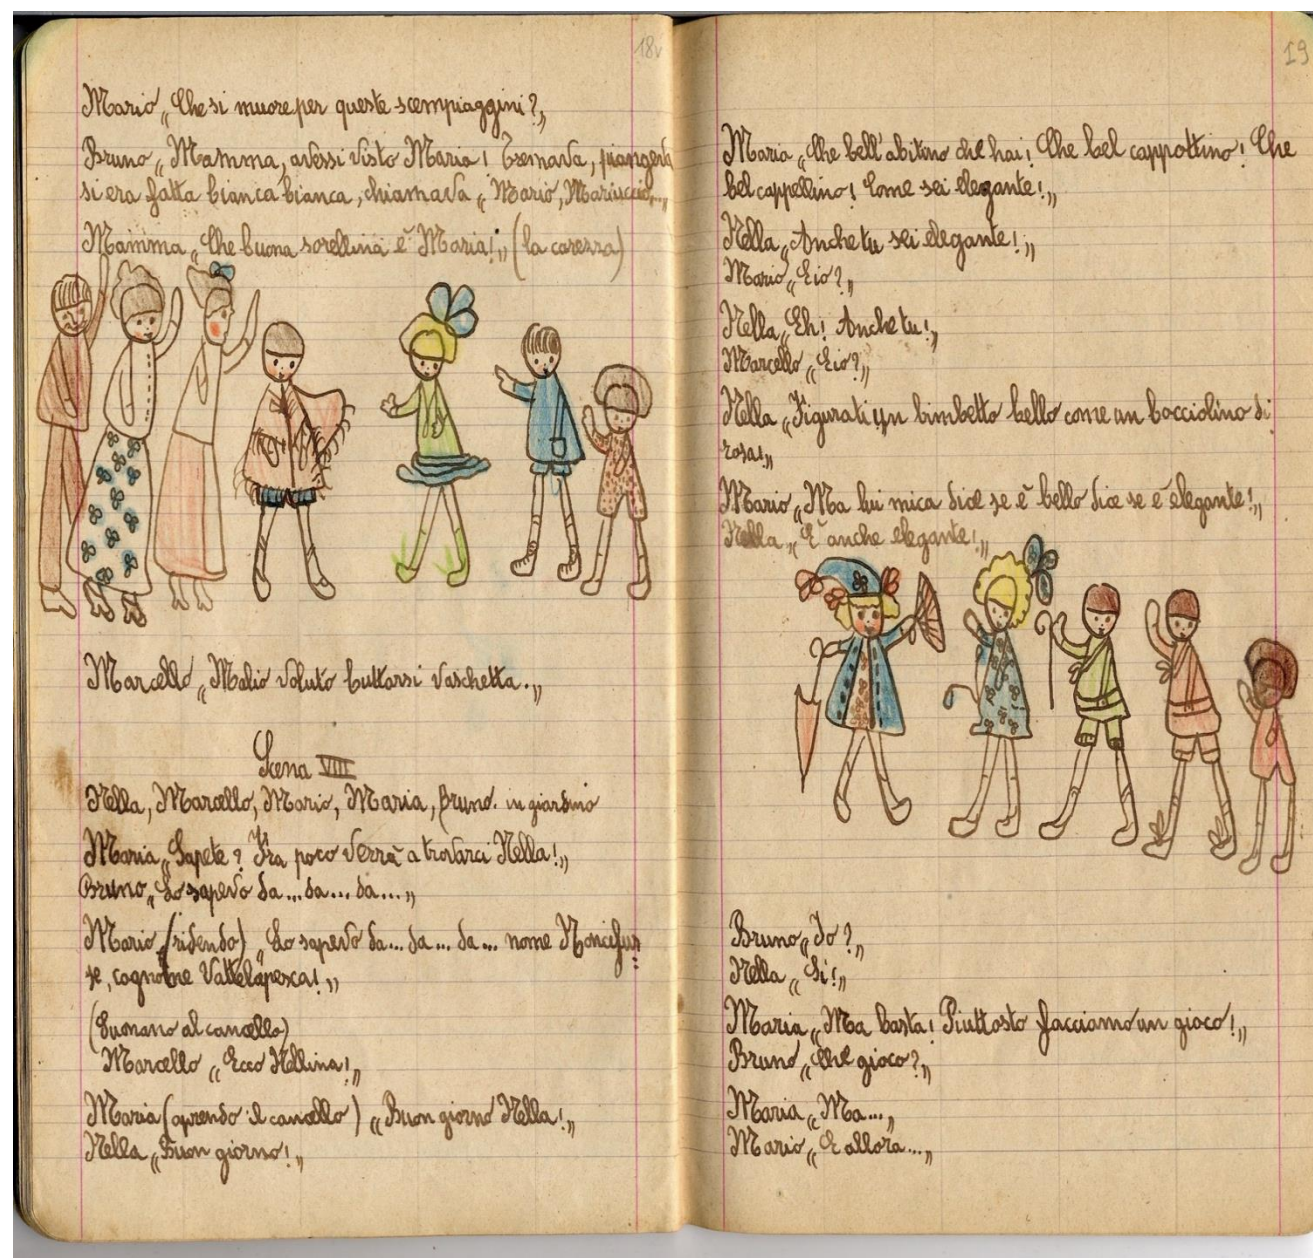 18v
Mario „Che si muore per queste scempiaggini?„
Bruno „Mamma, avessi visto Maria! Tremava, piangeva
si era fatta bianca bianca, chiamava „Mario, Mariuccio...„
Mamma „Che buona sorellina è Maria!„ (la carezza)
Marcello „Malio voluto buttarsi vaschetta.„
Scena VIII
Nella, Marcello, Mario, Maria, Bruno. in giardino
Maria „Sapete? Fra poco verrà a trovarci Nella!„
Bruno „Lo sapevo da... da... da...„
Mario (ridendo) „Lo sapevo da... da... da... nome
se, cognome Vattelapesca!„
(Suonano al cancello)
Marcello „Ecco Nellina!„
Maria (aprendo il cancello) „Buon giorno Nella!„
Nella „Buon giorno!„
19
Maria „Che bell'abitino che hai! Che bel cappottino! Che
bel cappellino! Come sei elegante!„
Nella „Anche tu sei elegante!„
Mario „E io?„
Nella „Eh! Anche tu!„
Marcello „E io?„
Nella „Figurati un bimbetto bello come un bocciolino di
rosa!„
Mario „Ma lui mica dice se è bello dice se è elegante!„
Nella „È anche elegante!„
Bruno „Io?„
Nella „Si!„
Maria „Ma basta! Piuttosto facciamo un gioco!„
Bruno „Che gioco?„
Maria „Ma...„
Mario „E allora...„